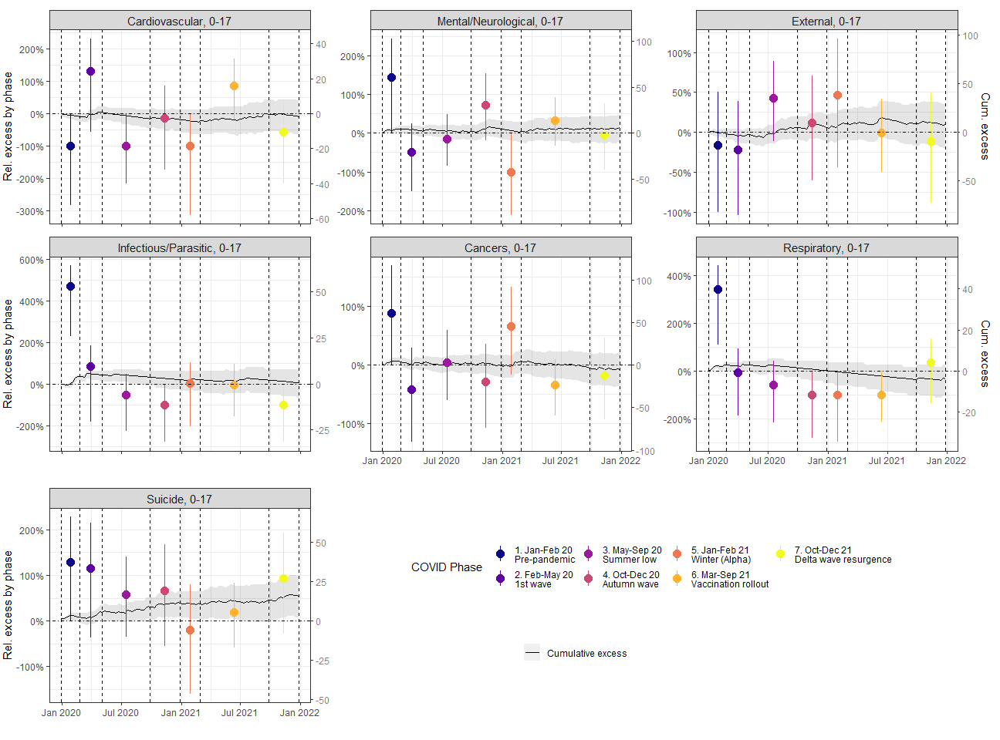 Cardiovascular, 0-17
Mental/Neurological, 0-17
External, 0-17
Rel. excess by phase
200%
100%
0%
-100%
-200%
-300%
40
20
0
-20
-40
-60
200%
100%
0%
-100%
-200%
100
50
0
-50
100%
50%
0%
-50%
-100%
100
50
0
-50
Cum. excess
Infectious/Parasitic, 0-17
Cancers, 0-17
Respiratory, 0-17
Rel. excess by phase
600%
400%
200%
0%
-200%
50
25
0
-25
100%
0%
-100%
100
50
0
-50
-100
400%
200%
0%
-200%
40
20
0
-20
Cum. excess
Jan 2020
Jul 2020
Jan 2021
Jul 2021
Jan 2022
Jan 2020
Jul 2020
Jan 2021
Jul 2021
Jan 2022
Suicide, 0-17
Rel. excess by phase
200%
100%
0%
-100%
50
25
0
-25
-50
Jan 2020
Jul 2020
Jan 2021
Jul 2021
Jan 2022
COVID Phase
1. Jan-Feb 20
Pre-pandemic
2. Feb-May 20
1st wave
3. May-Sep 20
Summer low
4. Oct-Dec 20
Autumn wave
5. Jan-Feb 21
Winter (Alpha)
6. Mar-Sep 21
Vaccination rollout
7. Oct-Dec 21
Delta wave resurgence
Cumulative excess